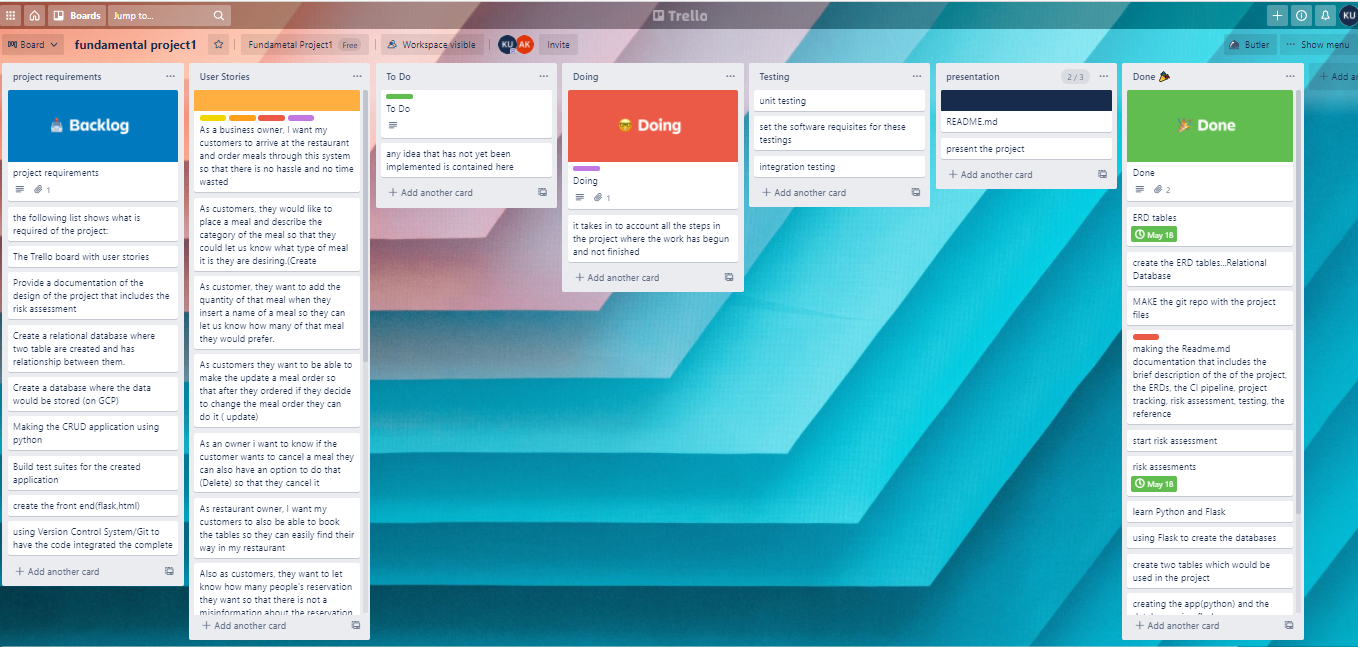 Boards
Jump to...
Trello
KU
Board
fundamental project1
Fundametal Project1 Free
Workspace visible
KU
AK
Invite
Butler
... Show menu
project requirements
Backlog
project requirements
1
the following list shows what is
required of the project:
The Trello board with user stories
Provide a documentation of the
design of the project that includes the
risk assessment
Create a relational database where
two table are created and has
relationship between them.
Create a database where the data
would be stored (on GCP)
Making the CRUD application using
python
Build test suites for the created
application
create the front end(flask,html)
using Version Control System/Git to
have the code integrated the complete
+ Add another card
User Stories
As a business owner, I want my
customers to arrive at the restaurant
and order meals through this system
so that there is no hassle and no time
wasted
As customers, they would like to
place a meal and describe the
category of the meal so that they
could let us know what type of meal
it is they are desiring.(Create
As customer, they want to add the
quantity of that meal when they
insert a name of a meal so they can
let us know how many of that meal
they would prefer.
As customers they want to be able to
make the update a meal order so
that after they ordered if they decide
to change the meal order they can
do it ( update)
As an owner i want to know if the
customer wants to cancel a meal they
can also have an option to do that
(Delete) so that they cancel it
As restaurant owner, I want my
customers to also be able to book
the tables so they can easily find their
way in my restaurant
Also as customers, they want to let
know how many people's reservation
they want so that there is not a
misinformation about the reservation
+ Add another card
To Do
To Do
any idea that has not yet been
implemented is contained here
+ Add another card
Doing
Doing
Doing
1
it takes in to account all the steps in
the project where the work has begun
and not finished
+ Add another card
Testing
unit testing
set the software requisites for these
testings
integration testing
+ Add another card
presentation
2 / 3
README.md
present the project
+ Add another card
Done
Done
Done
2
ERD tables
May 18
create the ERD tables...Relational
Database
MAKE the git repo with the project
files
making the Readme.md
documentation that includes the
brief description of the of the project,
the ERDs, the CI pipeline, project
tracking, risk assessment, testing, the
reference
start risk assessment
risk assesments
May 18
learn Python and Flask
using Flask to create the databases
create two tables which would be
used in the project
creating the app(python) and the
+ Add another card
+ Add